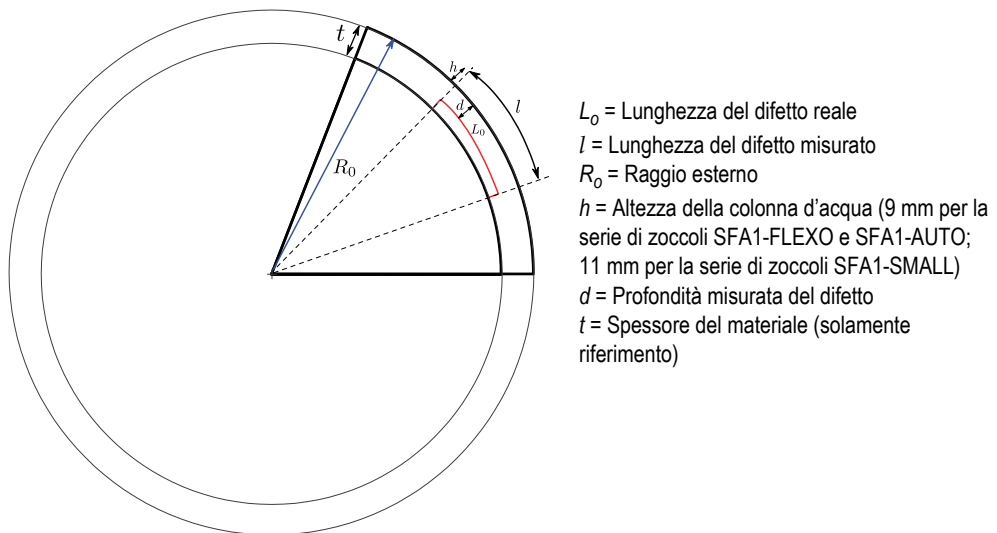 t
h
l
d
L₀
R₀
Lₒ = Lunghezza del difetto reale
l = Lunghezza del difetto misurato
Rₒ = Raggio esterno
h = Altezza della colonna d'acqua (9 mm per la
serie di zoccoli SFA1-FLEXO e SFA1-AUTO;
11 mm per la serie di zoccoli SFA1-SMALL)
d = Profondità misurata del difetto
t = Spessore del materiale (solamente
riferimento)